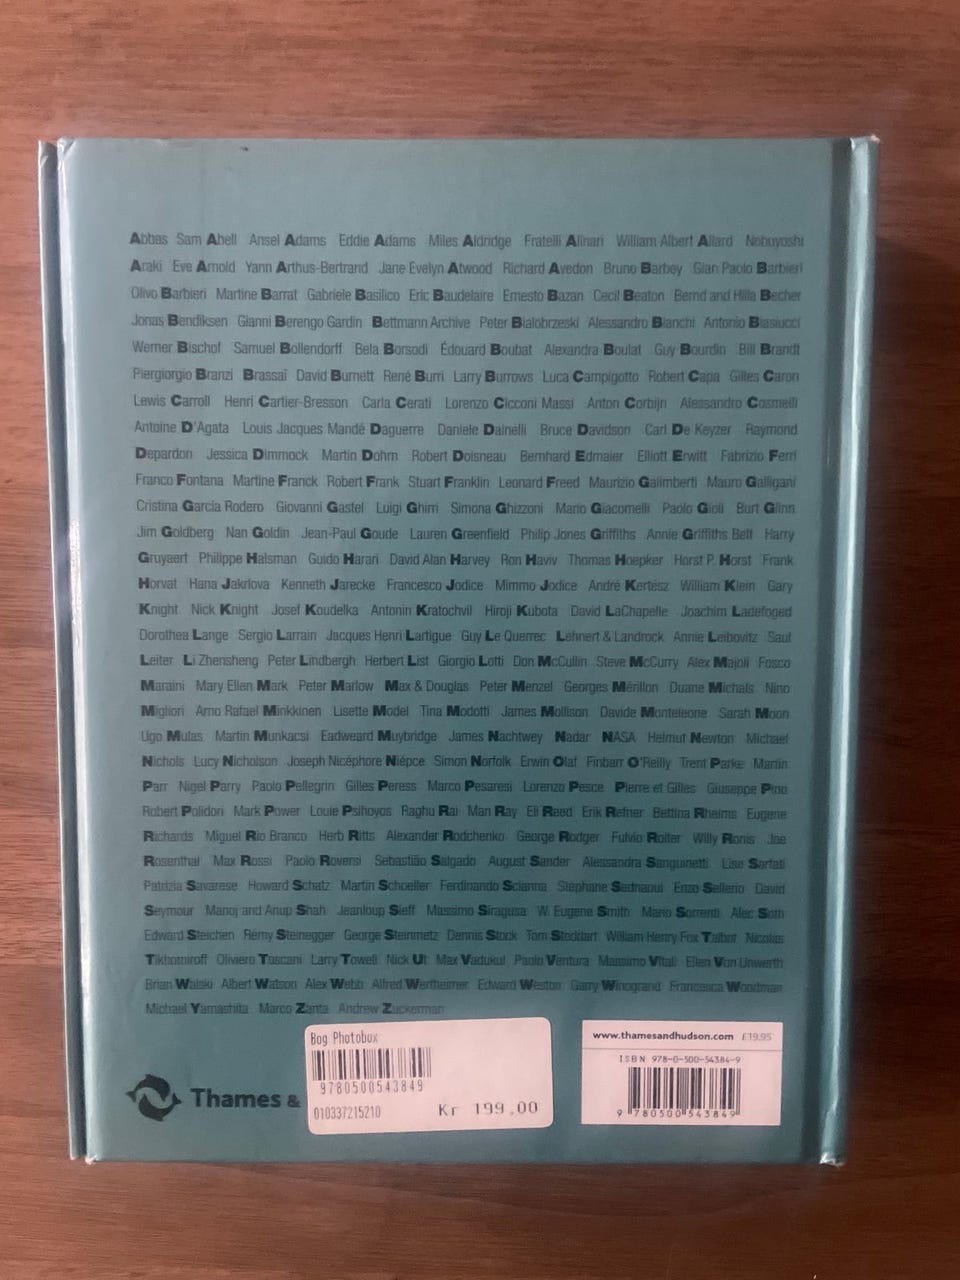 Abbas Sam Abell Ansel Adams Eddie Adams Miles Aldridge Fratelli Alinari William Albert Allard Nobuyoshi
Araki Eve Arnold Yann Arthus-Bertrand Jane Evelyn Atwood Richard Avedon Bruno Barbey Gian Paolo Barbieri
Olivo Barbieri Martine Barrat Gabriele Basilico Eric Baudelaire Ernesto Bazan Cecil Beaton Bernd and Hilla Becher
Jonas Bendiksen Gianni Berengo Gardin Bettmann Archive Peter Bialobrzeski Alessandro Bianchi Antonio Biasiucci
Werner Bischof Samuel Bollendorff Bela Borsodi Édouard Boubat Alexandra Boulat Guy Bourdin Bill Brandt
Piergiorgio Branzi Brassaï David Burnett René Burri Larry Burrows Luca Campigotto Robert Capa Gilles Caron
Lewis Carroll Henri Cartier-Bresson Carla Cerati Lorenzo Cicconi Massi Anton Corbijn Alessandro Cosmelli
Antoine D'Agata Louis Jacques Mandé Daguerre Daniele Dainelli Bruce Davidson Carl De Keyzer Raymond
Depardon Jessica Dimmock Martin Dohrn Robert Doisneau Bernhard Edmaier Elliott Erwitt Fabrizio Ferri
Franco Fontana Martine Franck Robert Frank Stuart Franklin Leonard Freed Maurizio Galimberti Mauro Galligani
Cristina García Rodero Giovanni Gastel Luigi Ghirri Simona Ghizzoni Mario Giacomelli Paolo Gioli Burt Glinn
Jim Goldberg Nan Goldin Jean-Paul Goude Lauren Greenfield Philip Jones Griffiths Annie Griffiths Belt Harry
Gruyaert Philippe Halsman Guido Harari David Alan Harvey Ron Haviv Thomas Hoepker Horst P. Horst Frank
Horvat Hana Jakrlova Kenneth Jarecke Francesco Jodice Mimmo Jodice André Kertész William Klein Gary
Knight Nick Knight Josef Koudelka Antonin Kratochvil Hiroji Kubota David LaChapelle Joachim Ladefoged
Dorothea Lange Sergio Larrain Jacques Henri Lartigue Guy Le Querrec Lehnert & Landrock Annie Leibovitz Saul
Leiter Li Zhensheng Peter Lindbergh Herbert List Giorgio Lotti Don McCullin Steve McCurry Alex Majoli Fosco
Maraini Mary Ellen Mark Peter Marlow Max & Douglas Peter Menzel Georges Mérillon Duane Michals Nino
Migliori Arno Rafael Minkkinen Lisette Model Tina Modotti James Mollison Davide Monteleone Sarah Moon
Ugo Mulas Martin Munkacsi Eadweard Muybridge James Nachtwey Nadar NASA Helmut Newton Michael
Nichols Lucy Nicholson Joseph Nicéphore Niépce Simon Norfolk Erwin Olaf Finbarr O'Reilly Trent Parke Martin
Parr Nigel Parry Paolo Pellegrin Gilles Peress Marco Pesaresi Lorenzo Pesce Pierre et Gilles Giuseppe Pino
Robert Polidori Mark Power Louie Psihoyos Raghu Rai Man Ray Eli Reed Erik Refner Bettina Rheims Eugene
Richards Miguel Rio Branco Herb Ritts Alexander Rodchenko George Rodger Fulvio Roiter Willy Ronis Joe
Rosenthal Max Rossi Paolo Roversi Sebastião Salgado August Sander Alessandra Sanguinetti Lise Sarfati
Patrizia Savarese Howard Schatz Martin Schoeller Ferdinando Scianna Stéphane Sednaoui Enzo Sellerio David
Seymour Manoj and Anup Shah Jeanloup Sieff Massimo Siragusa W. Eugene Smith Mario Sorrenti Alec Soth
Edward Steichen Rémy Steinegger George Steinmetz Dennis Stock Tom Stoddart William Henry Fox Talbot Nicolas
Tikhomiroff Oliviero Toscani Larry Towell Nick Ut Max Vadukul Paolo Ventura Massimo Vitali Ellen Von Unwerth
Brian Walski Albert Watson Alex Webb Alfred Wertheimer Edward Weston Garry Winogrand Francesca Woodman
Michael Yamashita Marco Zanta Andrew Zuckerman
Bog Photobox
9780500543849
010337215210 Kr 199.00
Thames &
www.thamesandhudson.com £19.95
ISBN 978-0-500-54384-9
9 780500 543849